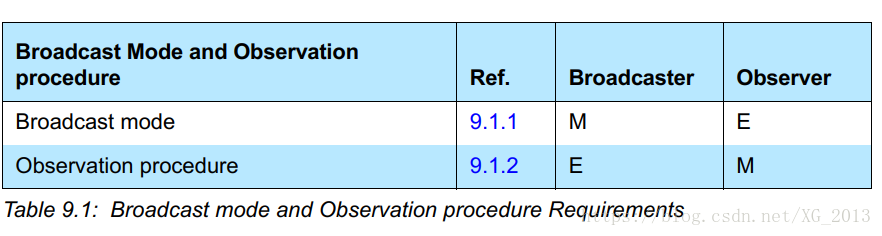 Broadcast Mode and Observation
procedure Ref. Broadcaster Observer
Broadcast mode 9.1.1 M E
Observation procedure 9.1.2 E M
Table 9.1: Broadcast mode and Observation procedure Requirements
https://blog.csdn.net/XG_2013